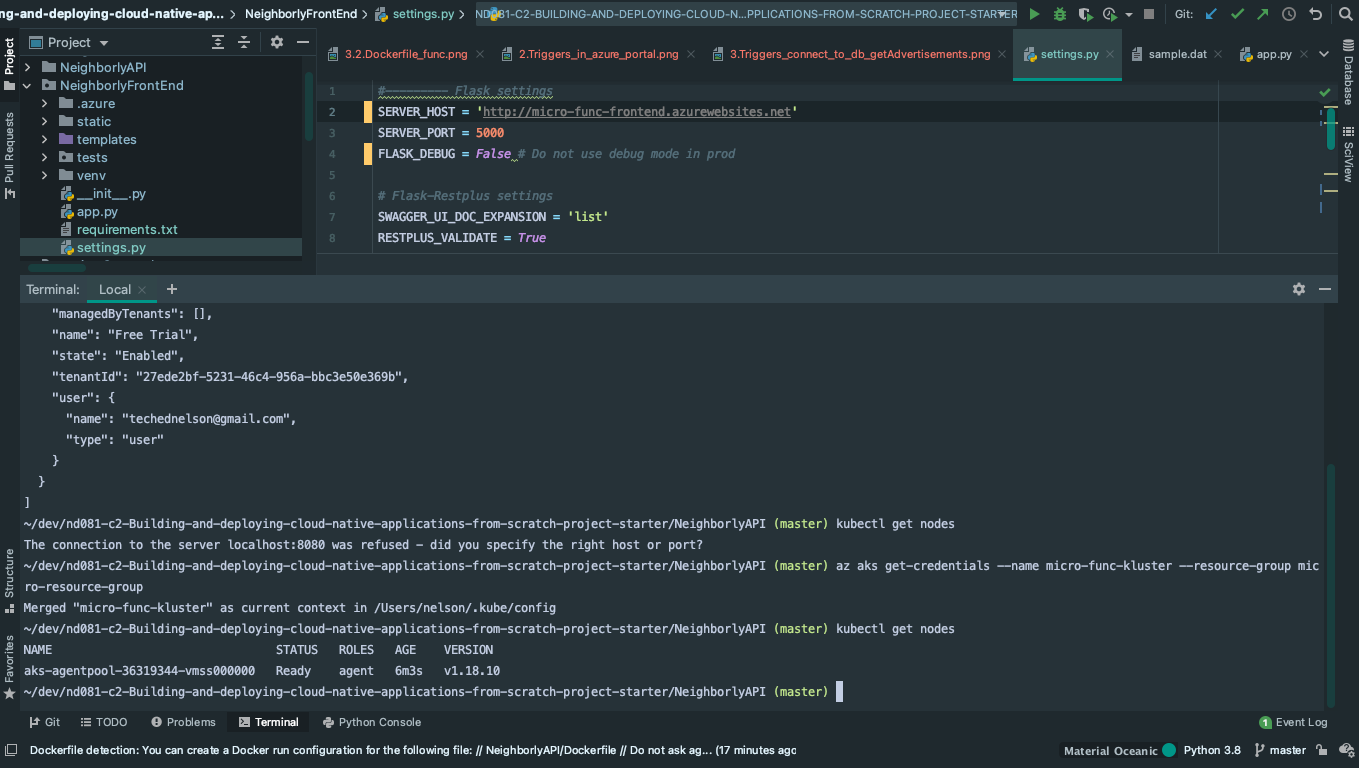 ng-and-deploying-cloud-native-ap... > NeighborlyFrontEnd > settings.py >
ND081-C2-BUILDING-AND-DEPLOYING-CLOUD-N...PPLICATIONS-FROM-SCRATCH-PROJECT-STARTER
Git:
Project
3.2.Dockerfile_func.png
2.Triggers_in_azure_portal.png
3.Triggers_connect_to_db_getAdvertisements.png
settings.py
sample.dat
app.py
Project
Pull Requests
Structure
Favorites
Database
SciView
NeighborlyAPI
NeighborlyFrontEnd
.azure
static
templates
tests
venv
__init__.py
app.py
requirements.txt
settings.py
1 #--------- Flask settings
2 SERVER_HOST = 'http://micro-func-frontend.azurewebsites.net'
3 SERVER_PORT = 5000
4 FLASK_DEBUG = False # Do not use debug mode in prod
5
6 # Flask-Restplus settings
7 SWAGGER_UI_DOC_EXPANSION = 'list'
8 RESTPLUS_VALIDATE = True
Terminal: Local +
"managedByTenants": [],
"name": "Free Trial",
"state": "Enabled",
"tenantId": "27ede2bf-5231-46c4-956a-bbc3e50e369b",
"user": {
"name": "techednelson@gmail.com",
"type": "user"
}
}
]
~/dev/nd081-c2-Building-and-deploying-cloud-native-applications-from-scratch-project-starter/NeighborlyAPI (master) kubectl get nodes
The connection to the server localhost:8080 was refused - did you specify the right host or port?
~/dev/nd081-c2-Building-and-deploying-cloud-native-applications-from-scratch-project-starter/NeighborlyAPI (master) az aks get-credentials --name micro-func-kluster --resource-group mic
ro-resource-group
Merged "micro-func-kluster" as current context in /Users/nelson/.kube/config
~/dev/nd081-c2-Building-and-deploying-cloud-native-applications-from-scratch-project-starter/NeighborlyAPI (master) kubectl get nodes
NAME STATUS ROLES AGE VERSION
aks-agentpool-36319344-vmss000000 Ready agent 6m3s v1.18.10
~/dev/nd081-c2-Building-and-deploying-cloud-native-applications-from-scratch-project-starter/NeighborlyAPI (master)
Git TODO Problems Terminal Python Console 1 Event Log
Dockerfile detection: You can create a Docker run configuration for the following file: // NeighborlyAPI/Dockerfile // Do not ask ag... (17 minutes ago
Material Oceanic Python 3.8 master